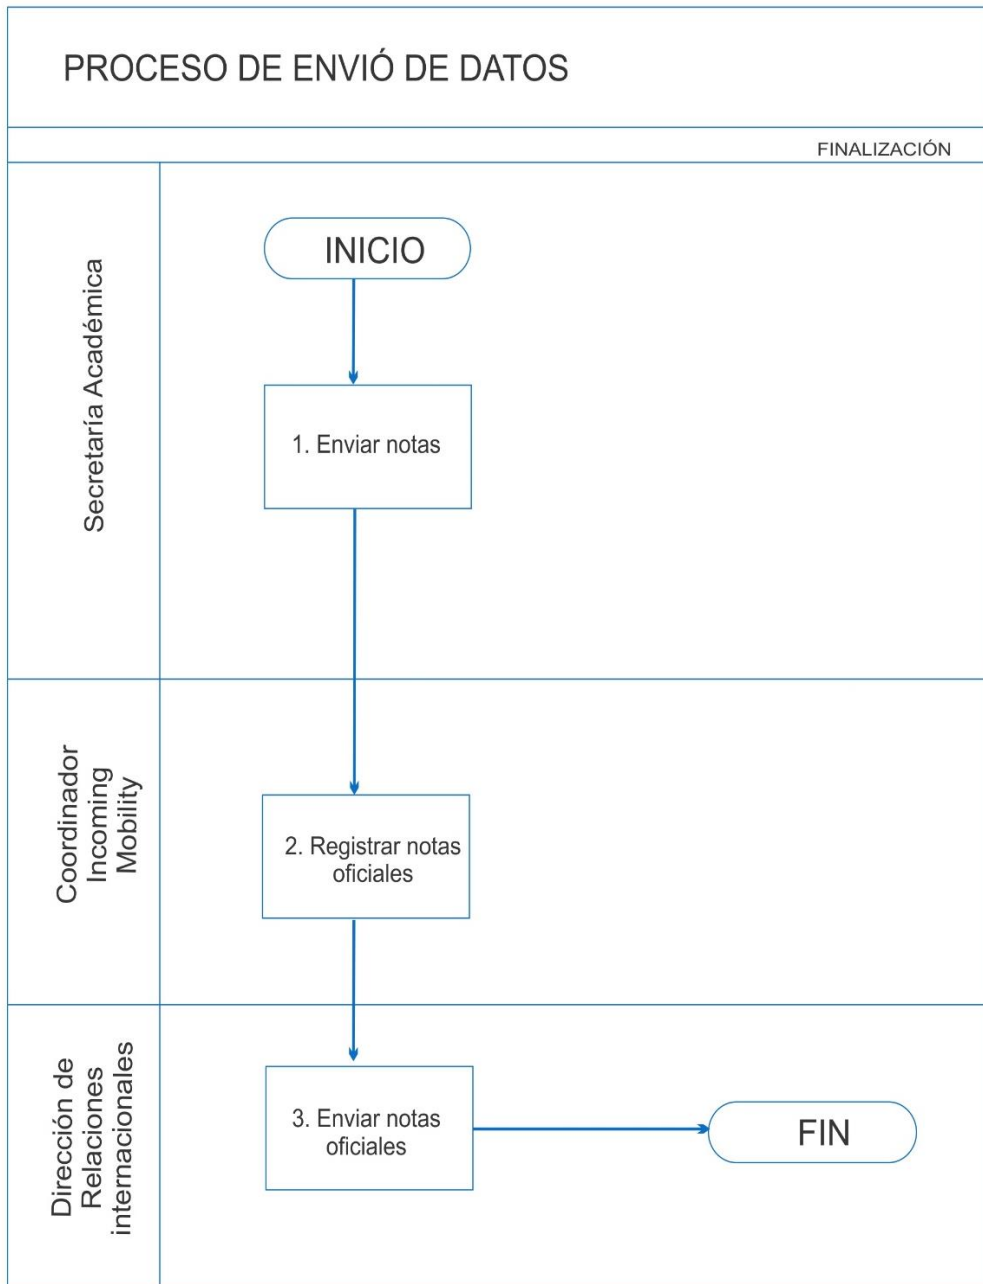 PROCESO DE ENVIÓ DE DATOS
FINALIZACIÓN
Secretaría Académica
INICIO
1. Enviar notas
Coordinador
Incoming
Mobility
2. Registrar notas
oficiales
Dirección de
Relaciones
internacionales
3. Enviar notas
oficiales
FIN